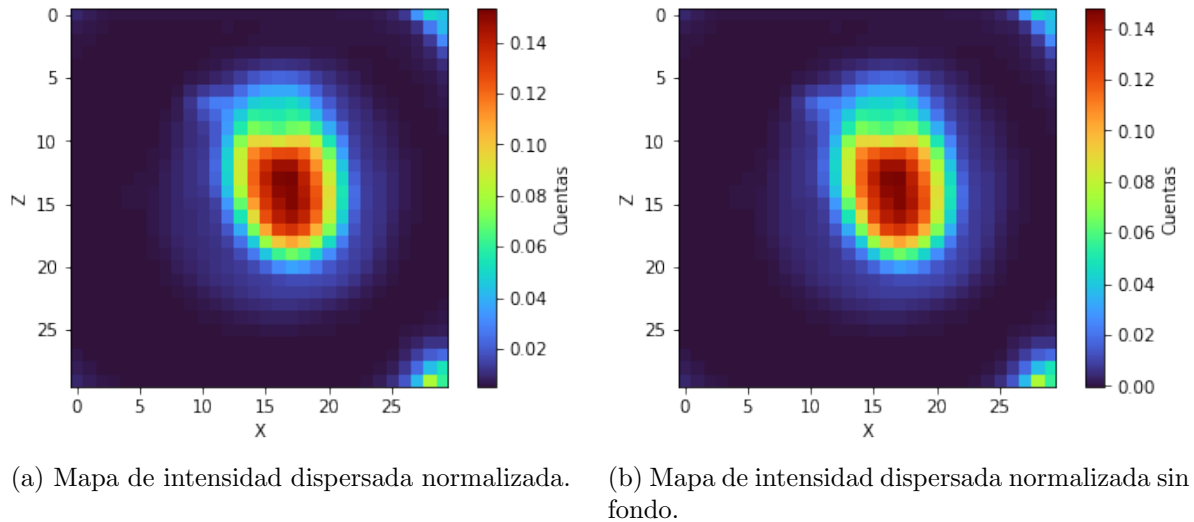 0
5
10
15
20
25
Z
0 5 10 15 20 25
X
0.14
0.12
0.10
0.08
0.06
0.04
0.02
Cuentas
0
5
10
15
20
25
Z
0 5 10 15 20 25
X
0.14
0.12
0.10
0.08
0.06
0.04
0.02
0.00
Cuentas
(a) Mapa de intensidad dispersada normalizada.
(b) Mapa de intensidad dispersada normalizada sin
fondo.